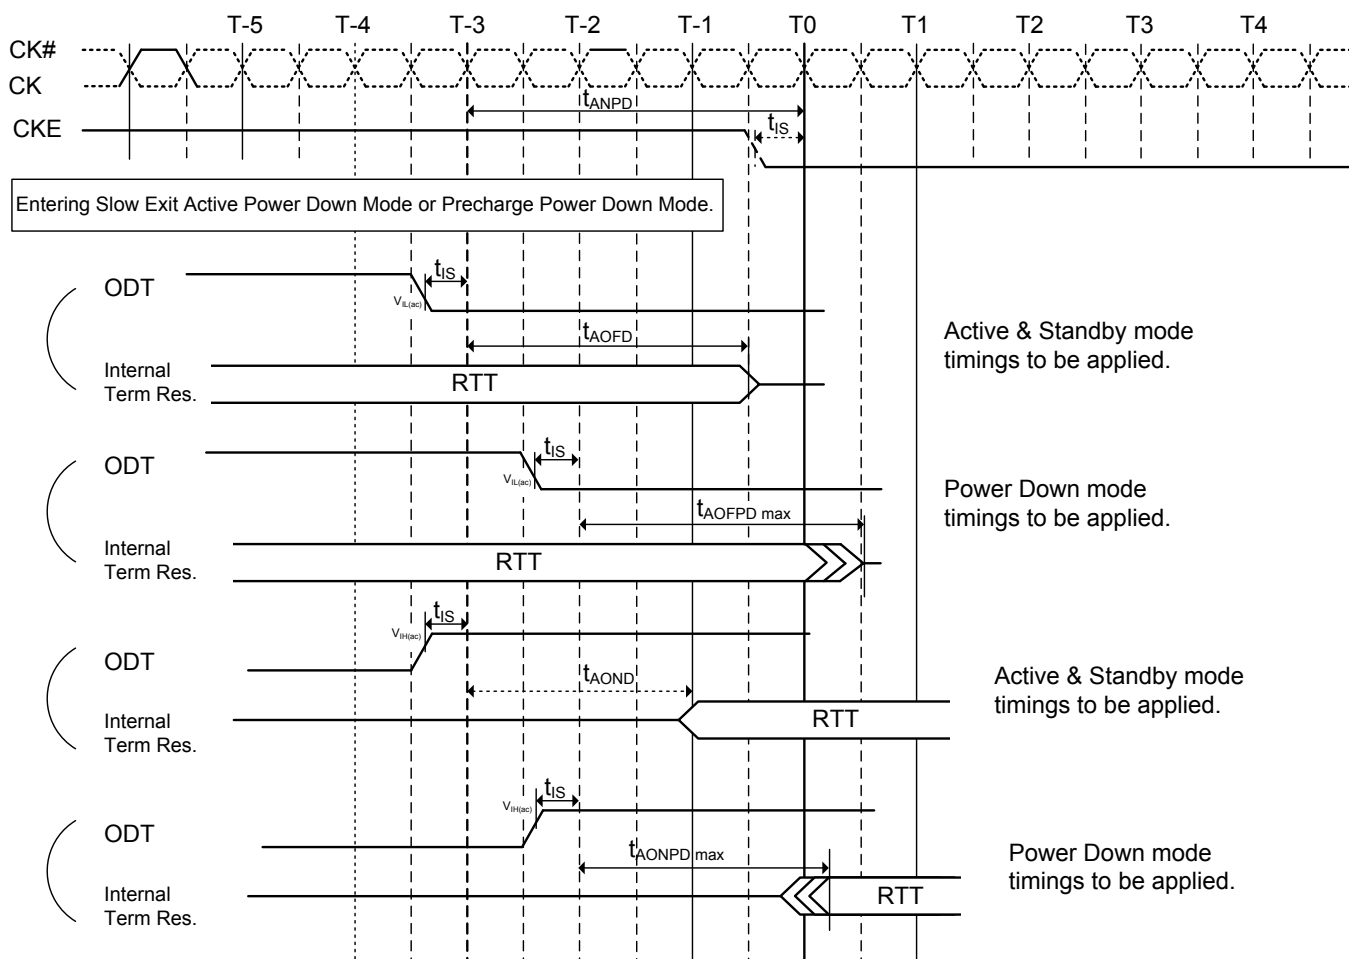 T-5 T-4 T-3 T-2 T-1 T0 T1 T2 T3 T4
CK#
CK
tANPD
CKE
tIS
Entering Slow Exit Active Power Down Mode or Precharge Power Down Mode.
ODT
tIS
VIL(ac)
tAOFD
Internal
Term Res.
RTT
Active & Standby mode
timings to be applied.
ODT
tIS
VIL(ac)
tAOFPD max
Internal
Term Res.
RTT
Power Down mode
timings to be applied.
tIS
VIH(ac)
ODT
tAOND
Internal
Term Res.
RTT
Active & Standby mode
timings to be applied.
tIS
VIH(ac)
ODT
tAONPD max
Internal
Term Res.
RTT
Power Down mode
timings to be applied.